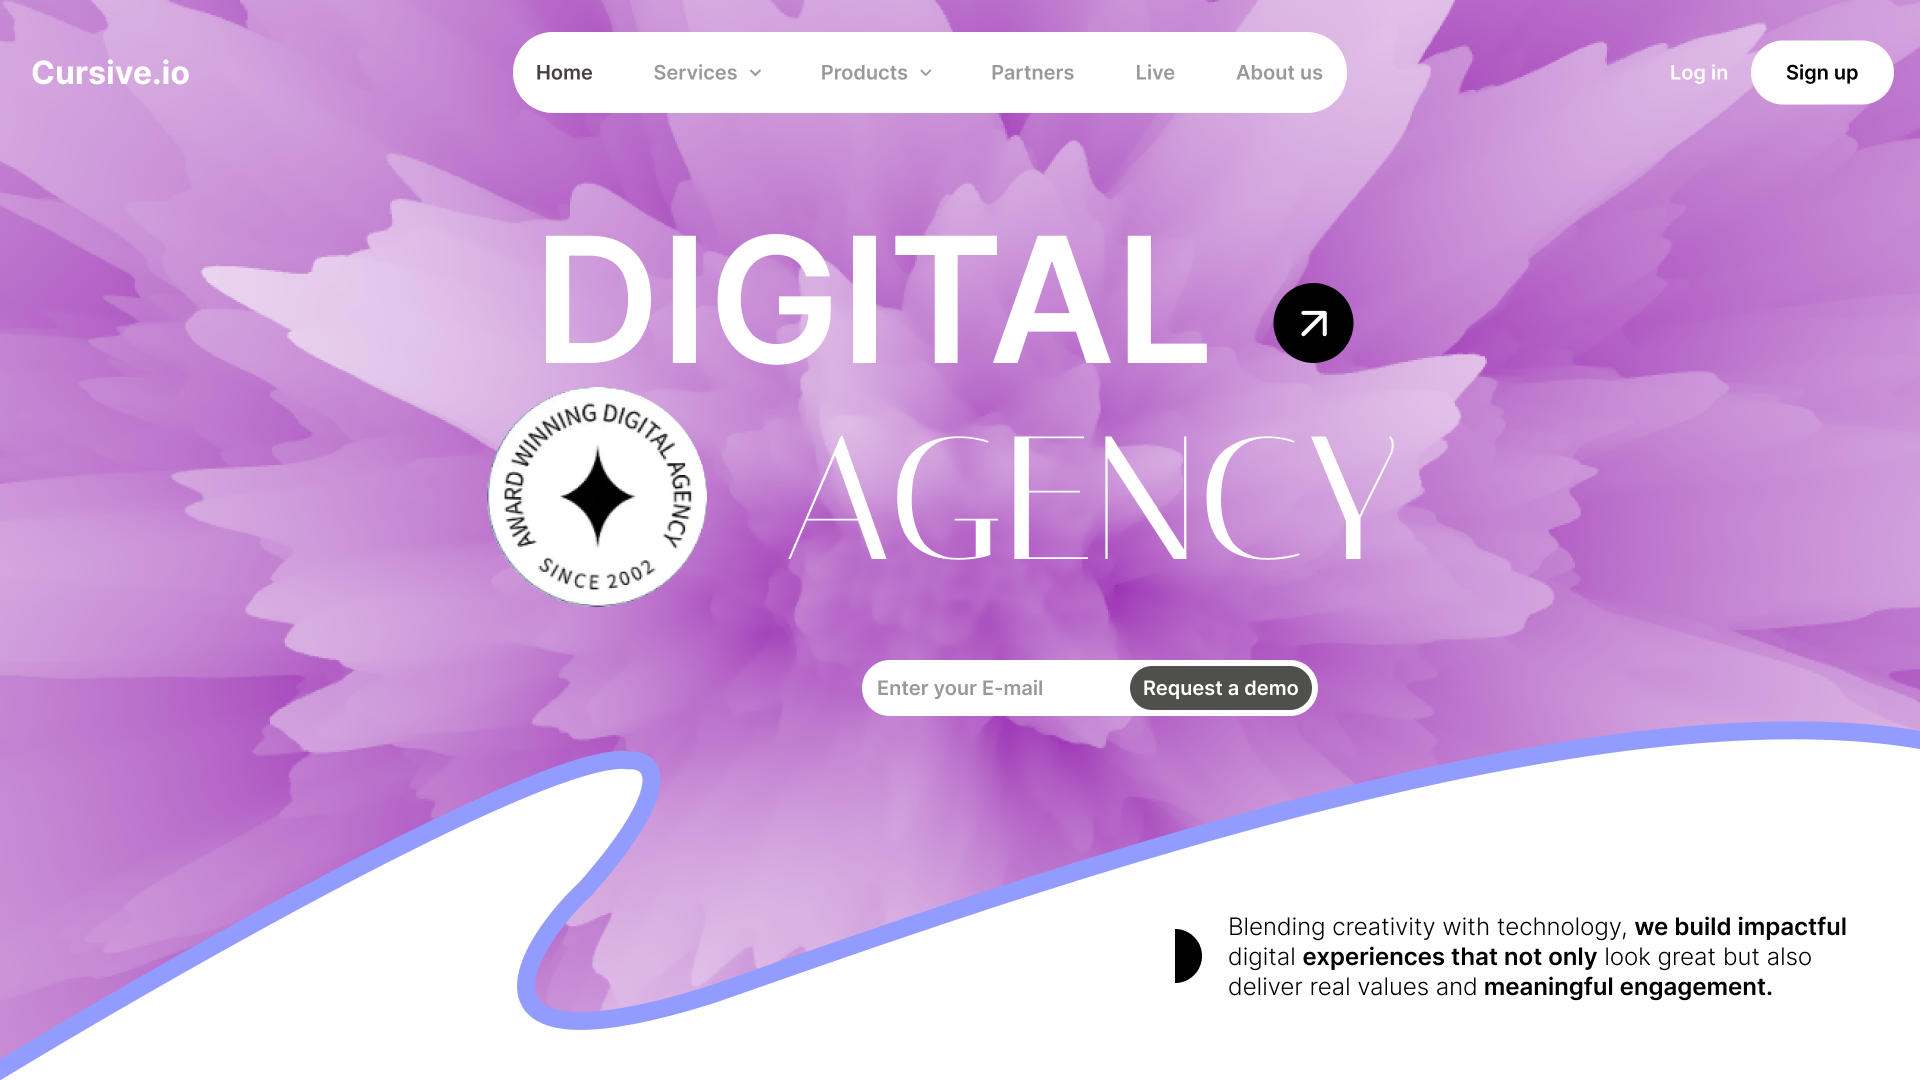 Cursive.io
Home
Services
Products
Partners
Live
About us
Log in
Sign up
DIGITAL
AWARD WINNING DIGITAL AGENCY
SINCE 2002
AGENCY
Enter your E-mail
Request a demo
Blending creativity with technology, we build impactful
digital experiences that not only look great but also
deliver real values and meaningful engagement.